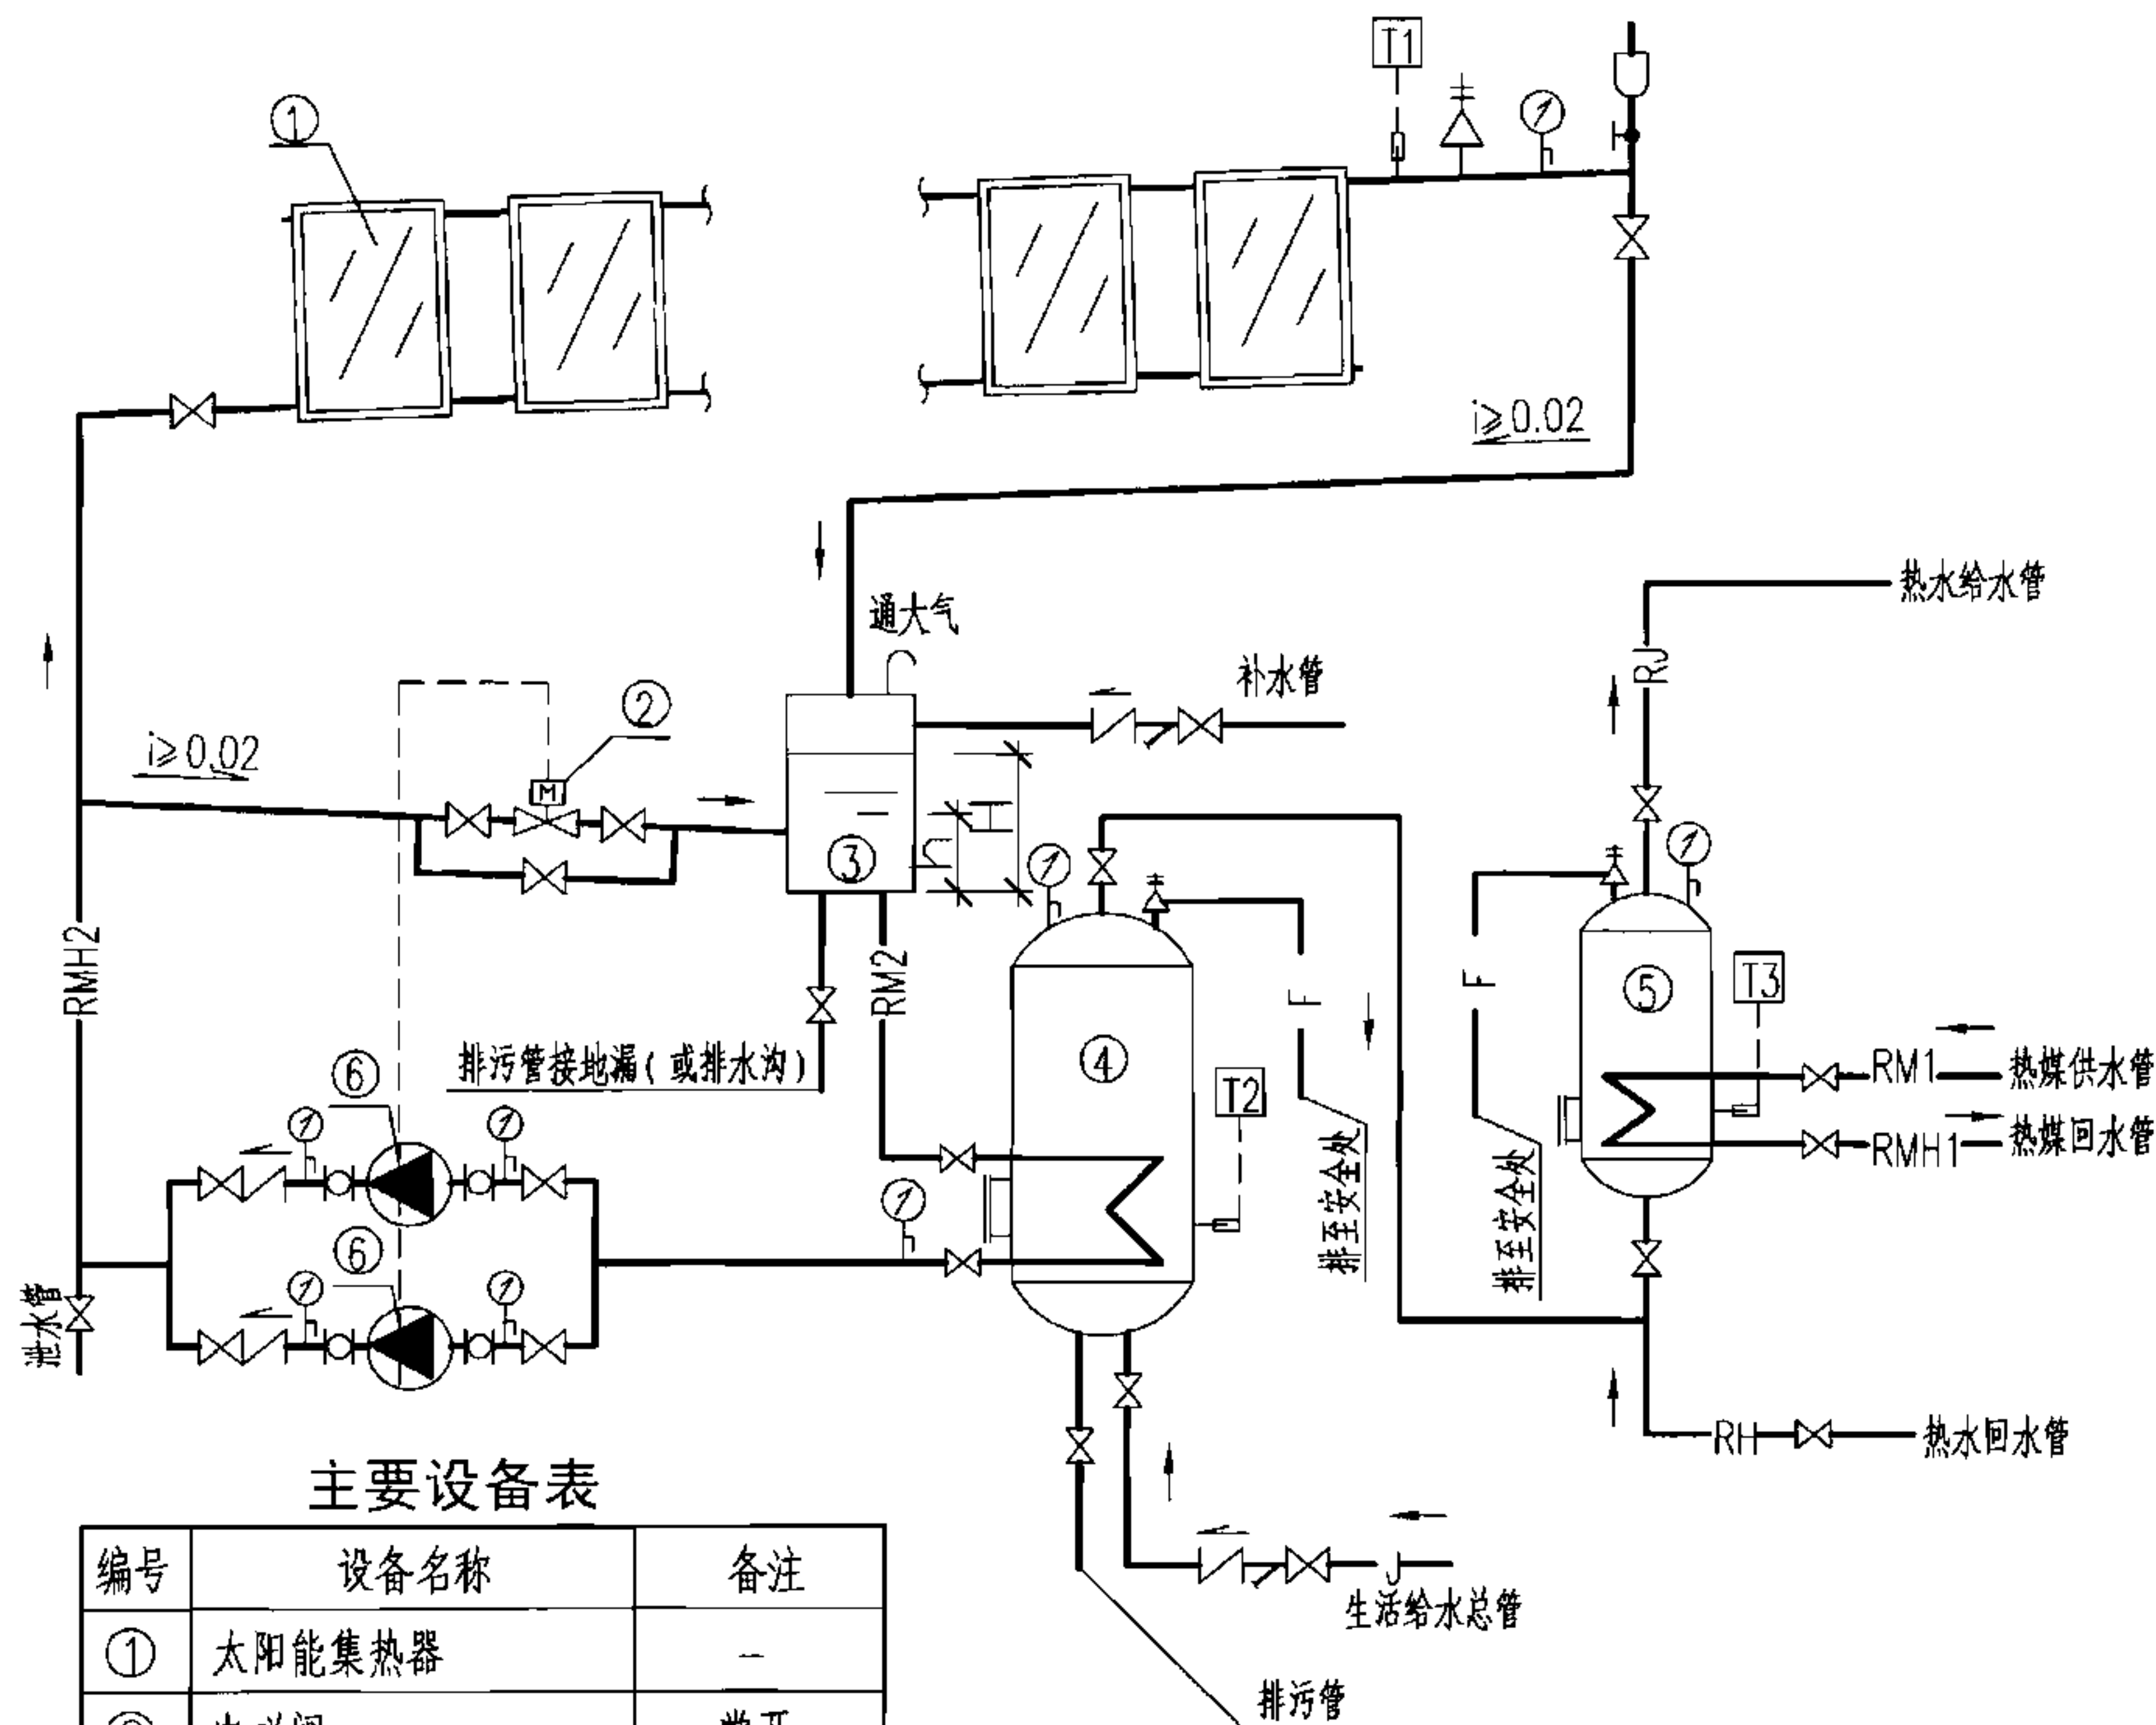 T1
①
i≥0.02
热水给水管
通大气
RJ
补水管
②
i≥0.02
M
H
③
h
RMH2
RM2
F
F
⑤
T3
④
排污管接地漏(或排水沟)
RM1
热媒供水管
⑥
T2
RMH1
热媒回水管
排至安全处
排至安全处
⑥
泄水管
RH
热水回水管
主要设备表
编号 设备名称 备注
J
生活给水总管
① 太阳能集热器 –
排污管